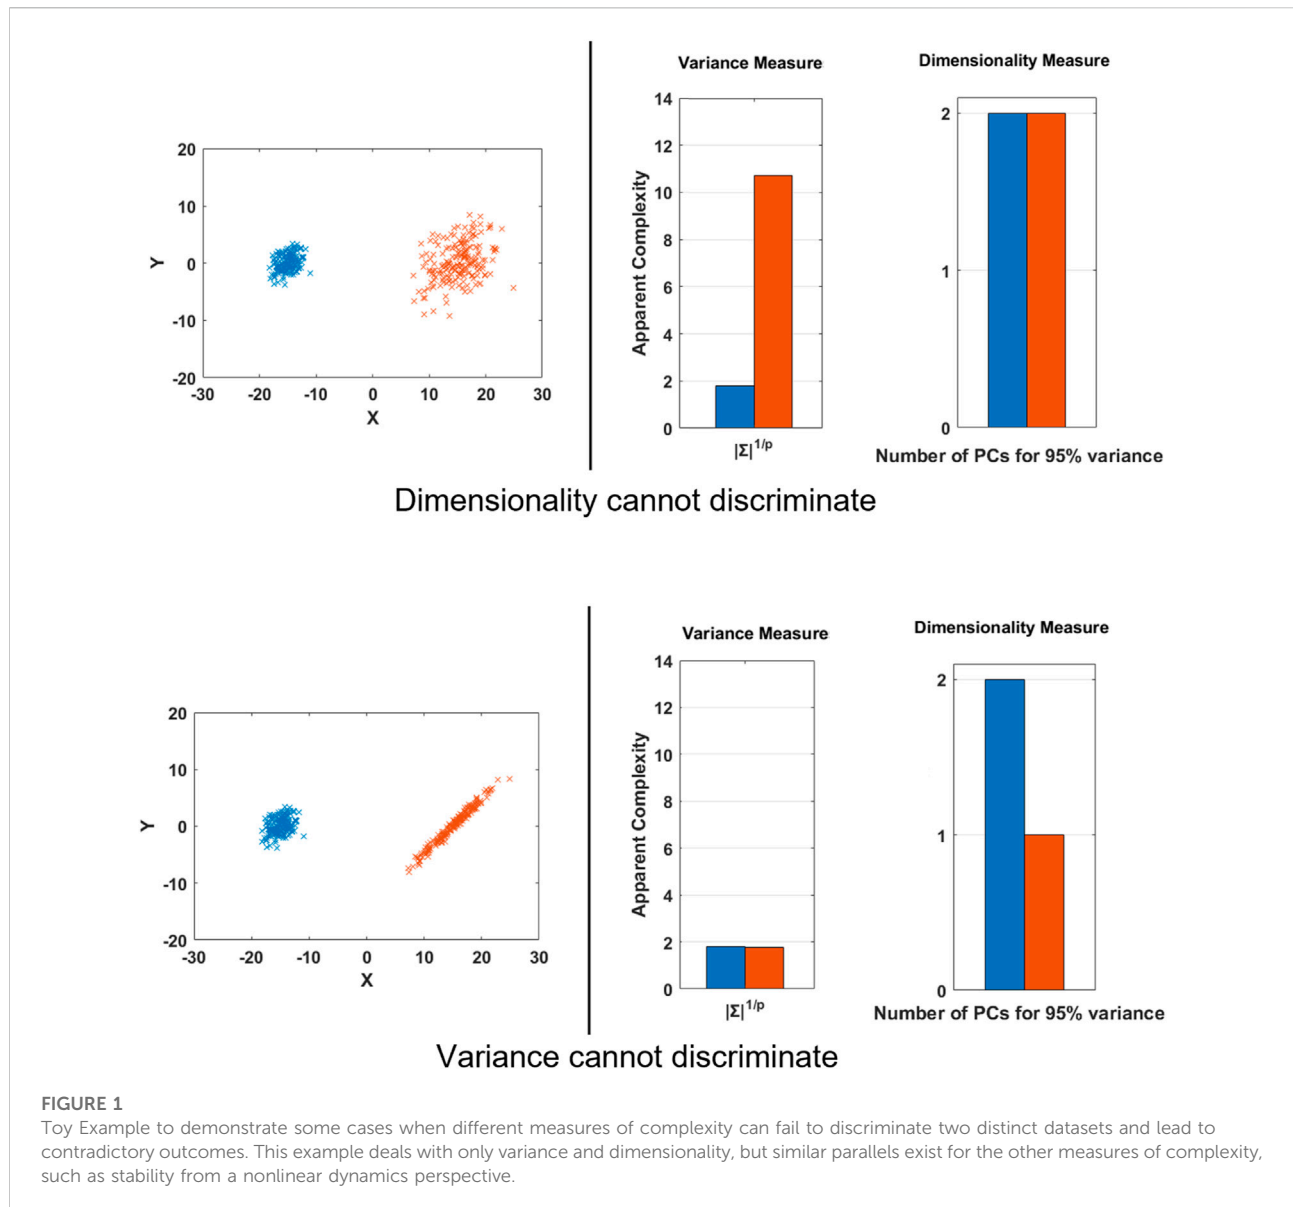 Variance Measure
Dimensionality Measure
20
10
0
-10
-20
Y
-30
-20
-10
0
10
20
30
X
Apparent Complexity
14
12
10
8
6
4
2
0
|Σ|^1/p
2
1
0
Number of PCs for 95% variance
Dimensionality cannot discriminate
Variance Measure
Dimensionality Measure
20
10
0
-10
-20
Y
-30
-20
-10
0
10
20
30
X
Apparent Complexity
14
12
10
8
6
4
2
0
|Σ|^1/p
2
1
0
Number of PCs for 95% variance
Variance cannot discriminate
FIGURE 1
Toy Example to demonstrate some cases when different measures of complexity can fail to discriminate two distinct datasets and lead to
contradictory outcomes. This example deals with only variance and dimensionality, but similar parallels exist for the other measures of complexity,
such as stability from a nonlinear dynamics perspective.